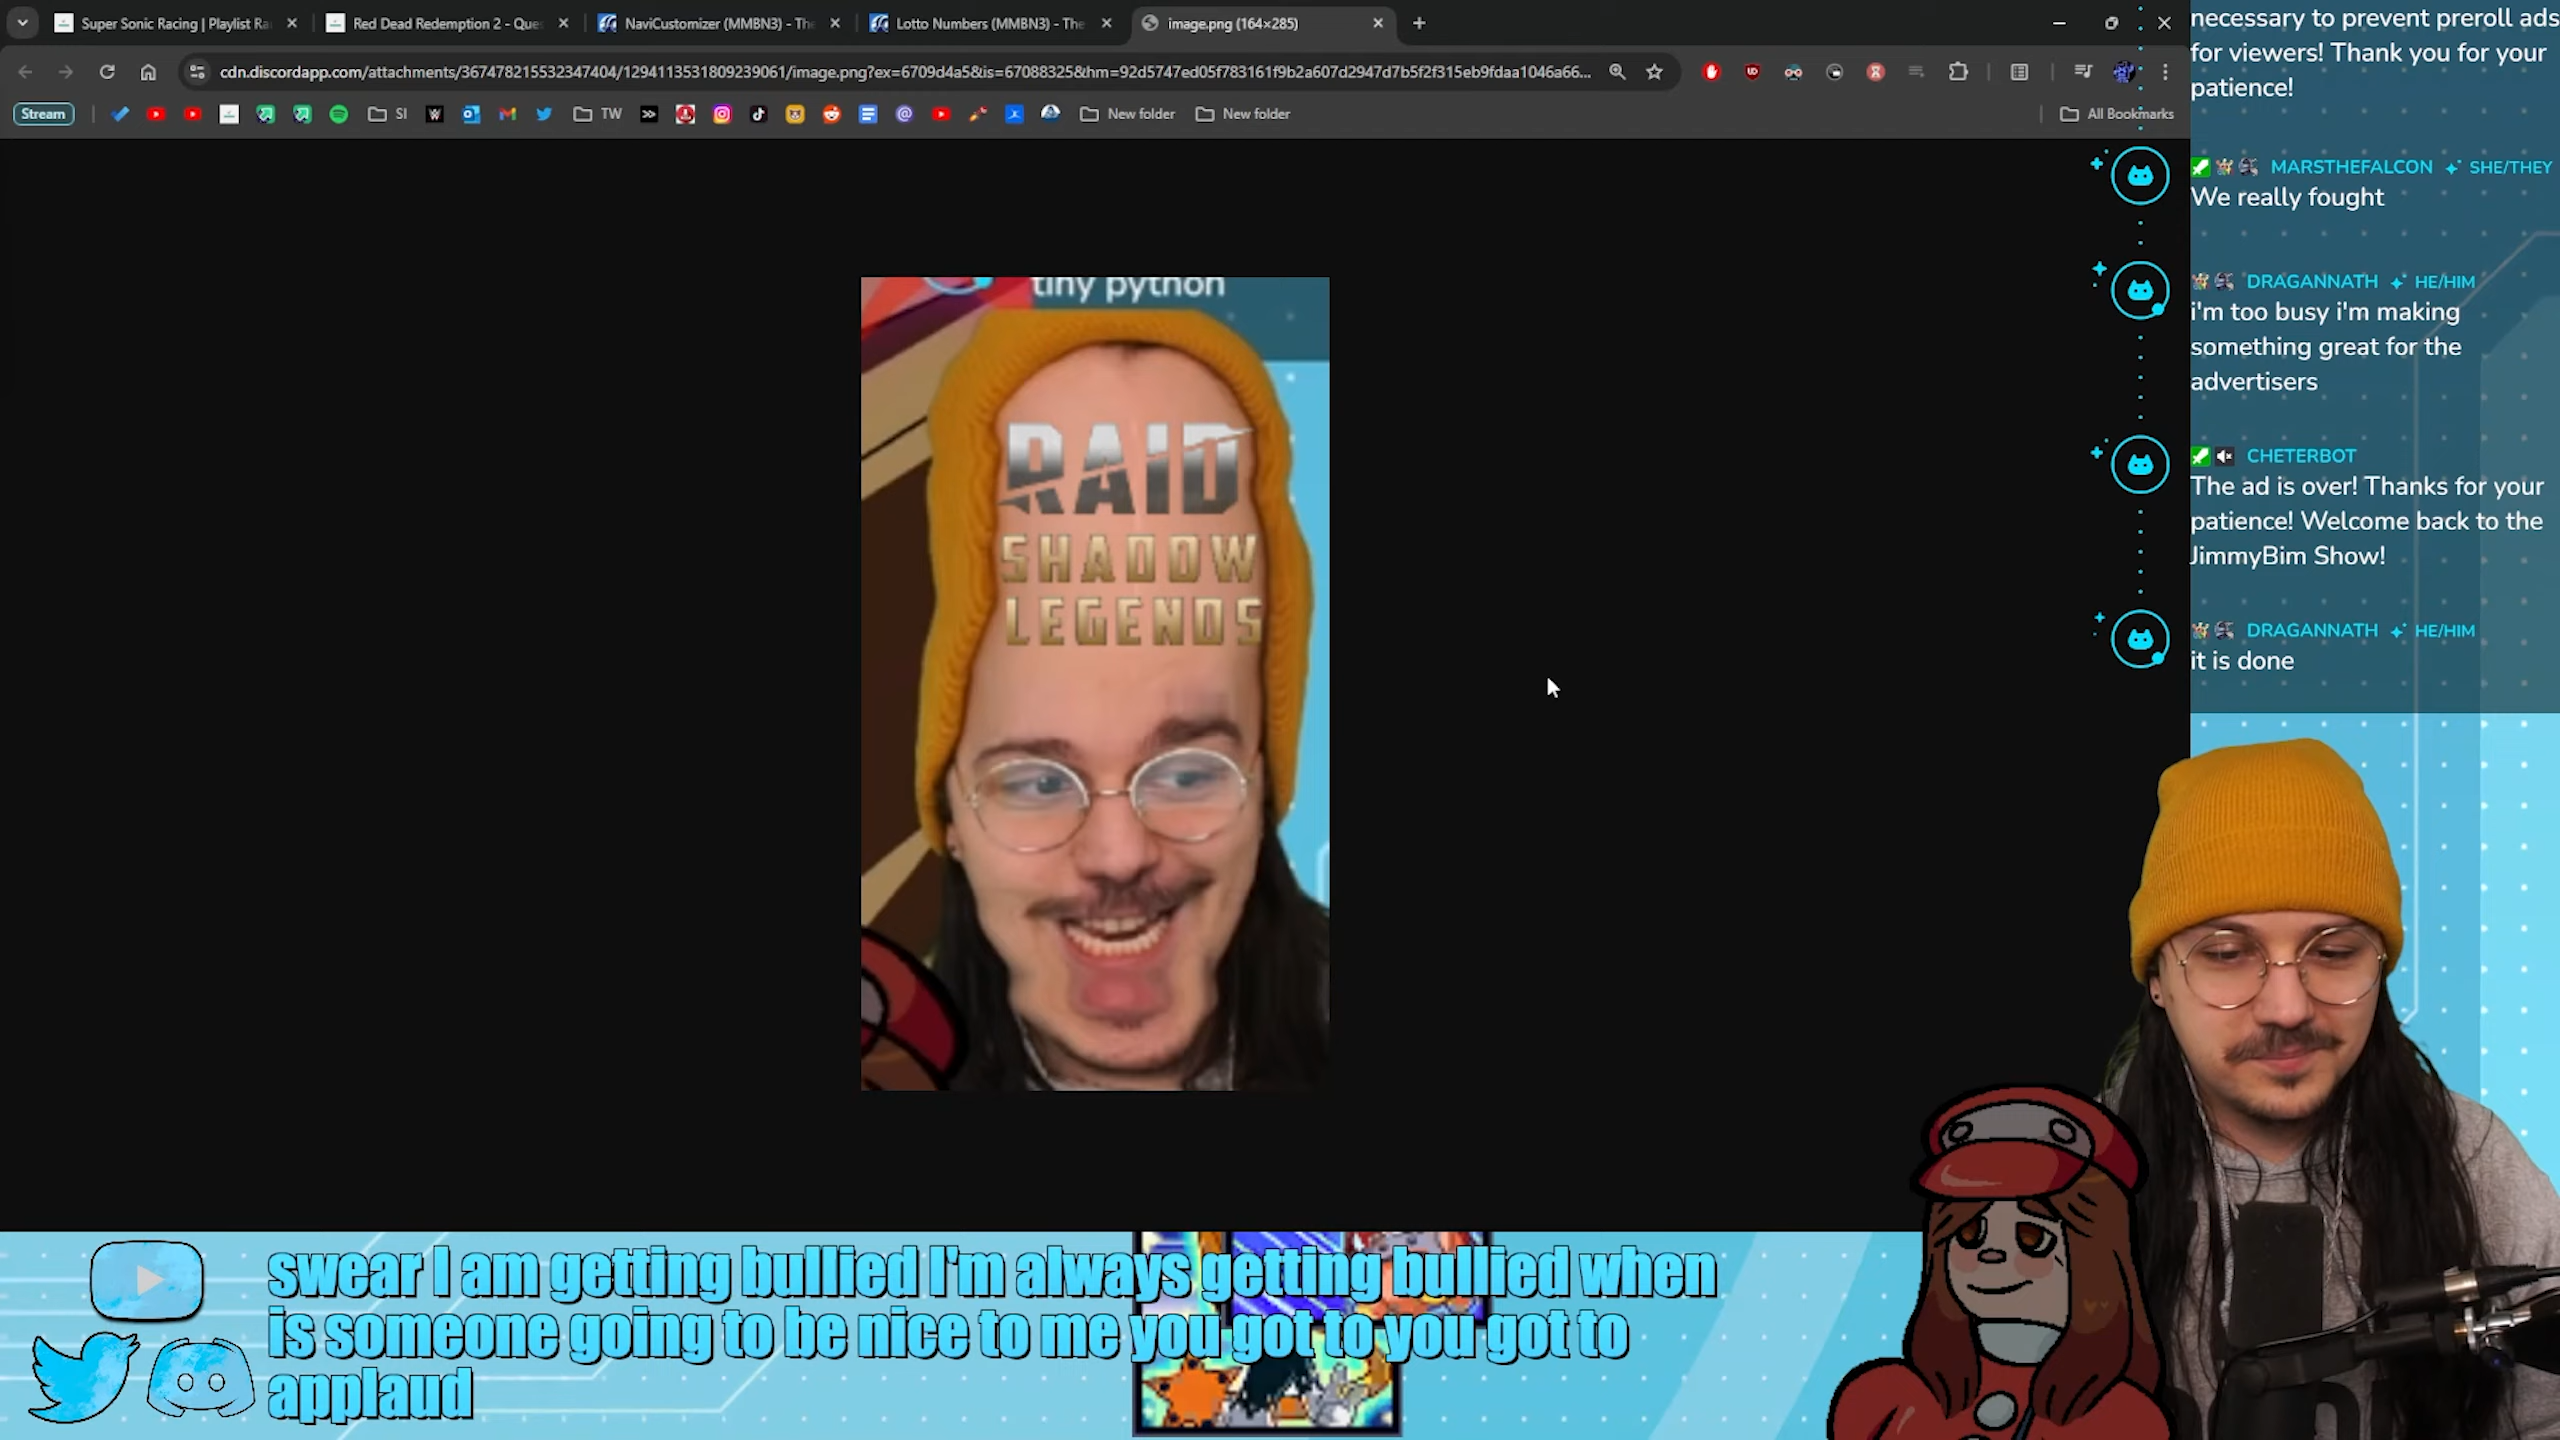 Super Sonic Racing | Playlist Ra
Red Dead Redemption 2 - Que
NaviCustomizer (MMBN3) - The
Lotto Numbers (MMBN3) - The
image.png (164×285)
cdn.discordapp.com/attachments/367478215532347404/1294113531809239061/image.png?ex=6709d4a5&is=67088325&hm=92d5747ed05f783161f9b2a607d2947d7b5f2f315eb9fdaa1046a66...
Stream
SI
TW
New folder
New folder
All Bookmarks
necessary to prevent preroll ads
for viewers! Thank you for your
patience!
MARSTHEFALCON SHE/THEY
We really fought
DRAGANNATH HE/HIM
i'm too busy i'm making
something great for the
advertisers
CHETERBOT
The ad is over! Thanks for your
patience! Welcome back to the
JimmyBim Show!
DRAGANNATH HE/HIM
it is done
tiny python
RAID
SHADOW
LEGENDS
swear I am getting bullied I'm always getting bullied when
is someone going to be nice to me you got to you got to
applaud